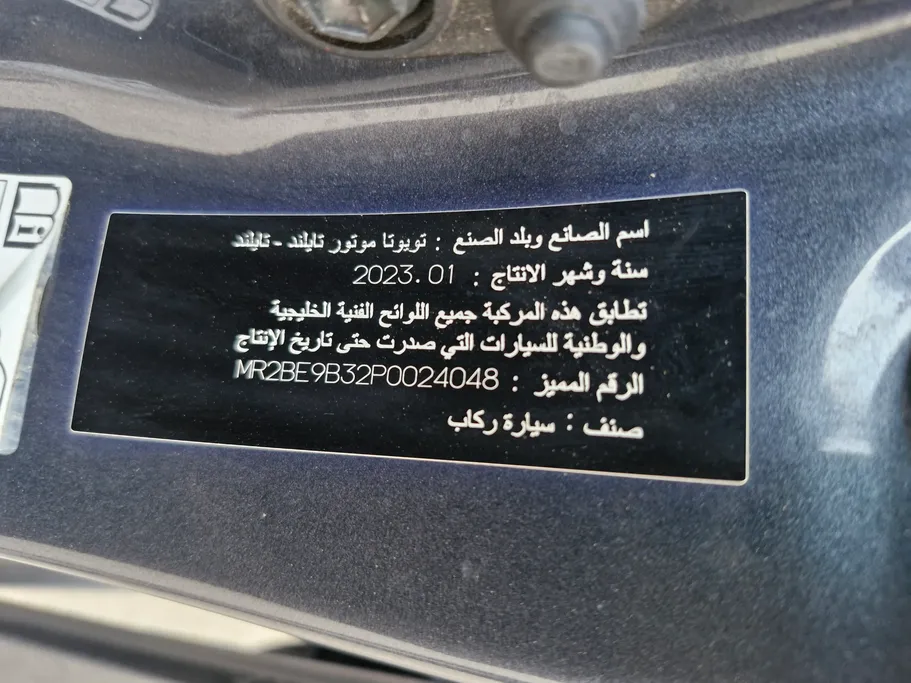 اسم الصانع وبلد الصنع : تويوتا موتور تايلند - تايلند
سنة وشهر الانتاج : 2023.01
تطابق هذه المركبة جميع اللوائح الفنية الخليجية
والوطنية للسيارات التي صدرت حتى تاريخ الإنتاج
الرقم المميز : MR2BE9B32P0024048
صنف : سيارة ركاب